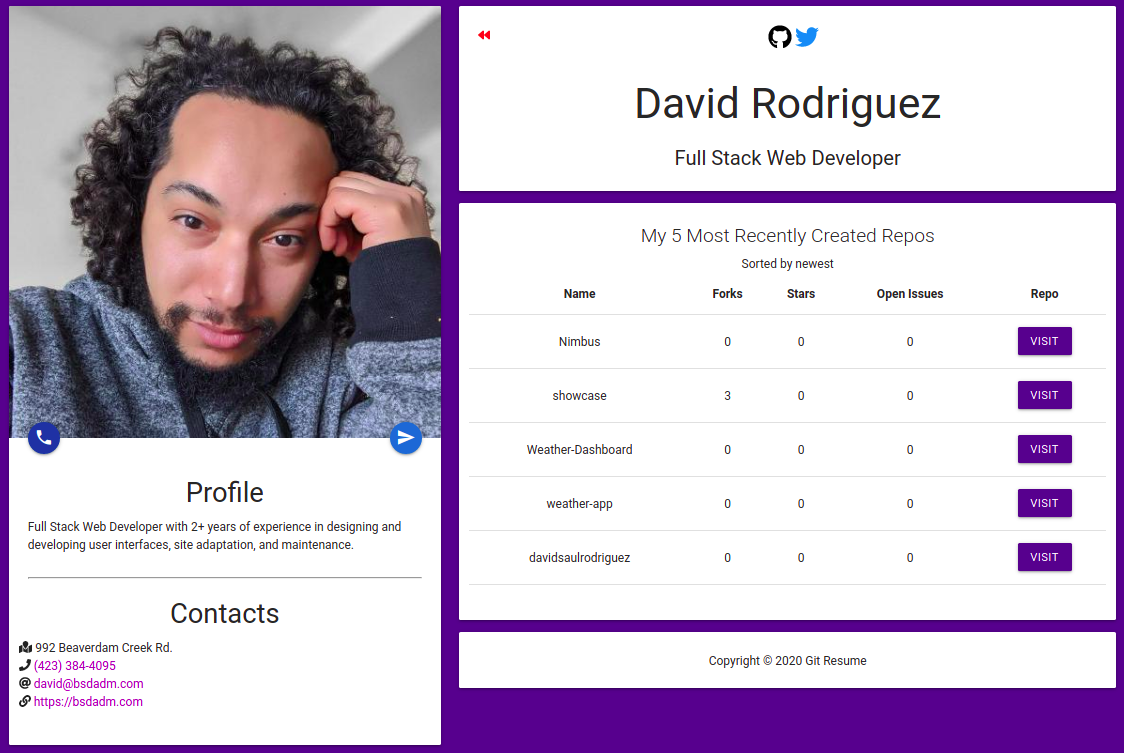 David Rodriguez
Full Stack Web Developer
My 5 Most Recently Created Repos
Sorted by newest
Name Forks Stars Open Issues Repo
Nimbus 0 0 0 VISIT
showcase 3 0 0 VISIT
Weather-Dashboard 0 0 0 VISIT
weather-app 0 0 0 VISIT
davidsaulrodriguez 0 0 0 VISIT
Copyright © 2020 Git Resume
Profile
Full Stack Web Developer with 2+ years of experience in designing and
developing user interfaces, site adaptation, and maintenance.
Contacts
992 Beaverdam Creek Rd.
(423) 384-4095
david@bsdadm.com
https://bsdadm.com